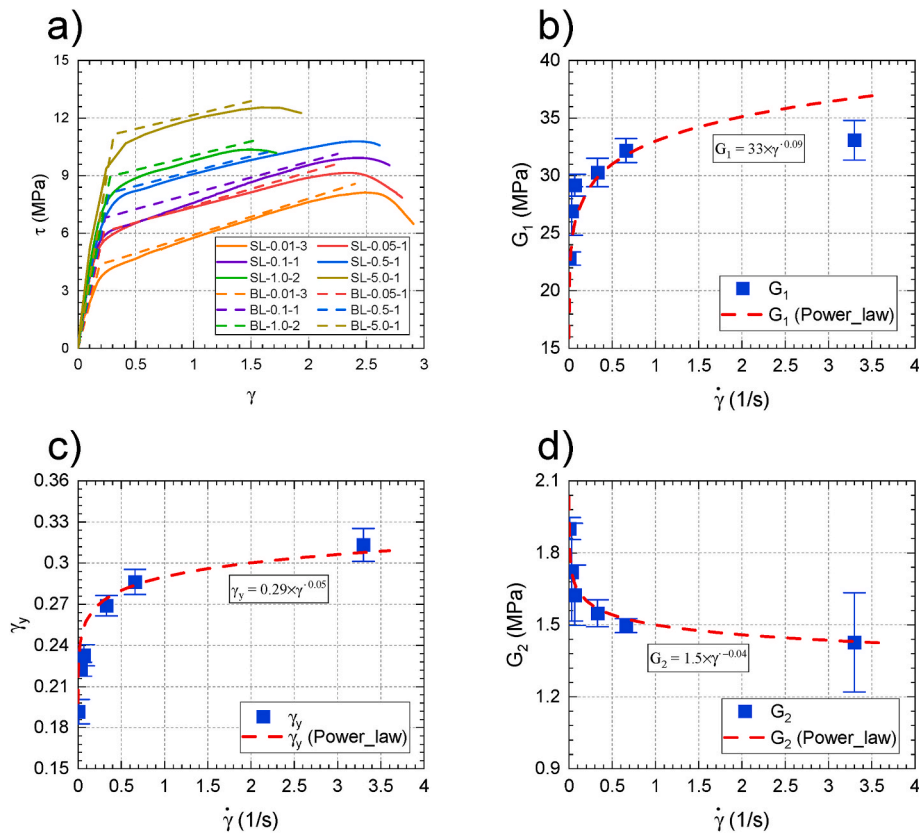 a)
15
12
9
6
3
0
τ (MPa)
SL-0.01-3 SL-0.05-1
SL-0.1-1 SL-0.5-1
SL-1.0-2 SL-5.0-1
BL-0.01-3 BL-0.05-1
BL-0.1-1 BL-0.5-1
BL-1.0-2 BL-5.0-1
0 0.5 1 1.5 2 2.5 3
γ
b)
40
35
30
25
20
15
G₁ (MPa)
G₁ = 33×γ̇^0.09
G₁
G₁ (Power_law)
0 0.5 1 1.5 2 2.5 3 3.5 4
γ̇ (1/s)
c)
0.36
0.33
0.3
0.27
0.24
0.21
0.18
0.15
γ_y
γ_y = 0.29×γ̇^0.05
γ_y
γ_y (Power_law)
0 0.5 1 1.5 2 2.5 3 3.5 4
γ̇ (1/s)
d)
2.1
1.8
1.5
1.2
0.9
G₂ (MPa)
G₂ = 1.5×γ̇^−0.04
G₂
G₂ (Power_law)
0 0.5 1 1.5 2 2.5 3 3.5 4
γ̇ (1/s)